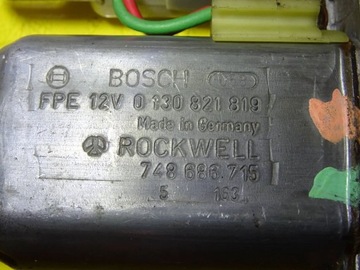 BOSCH
FPE 12V 0 130 821 819
Made in Germany
ROCKWELL
748 686.715
5